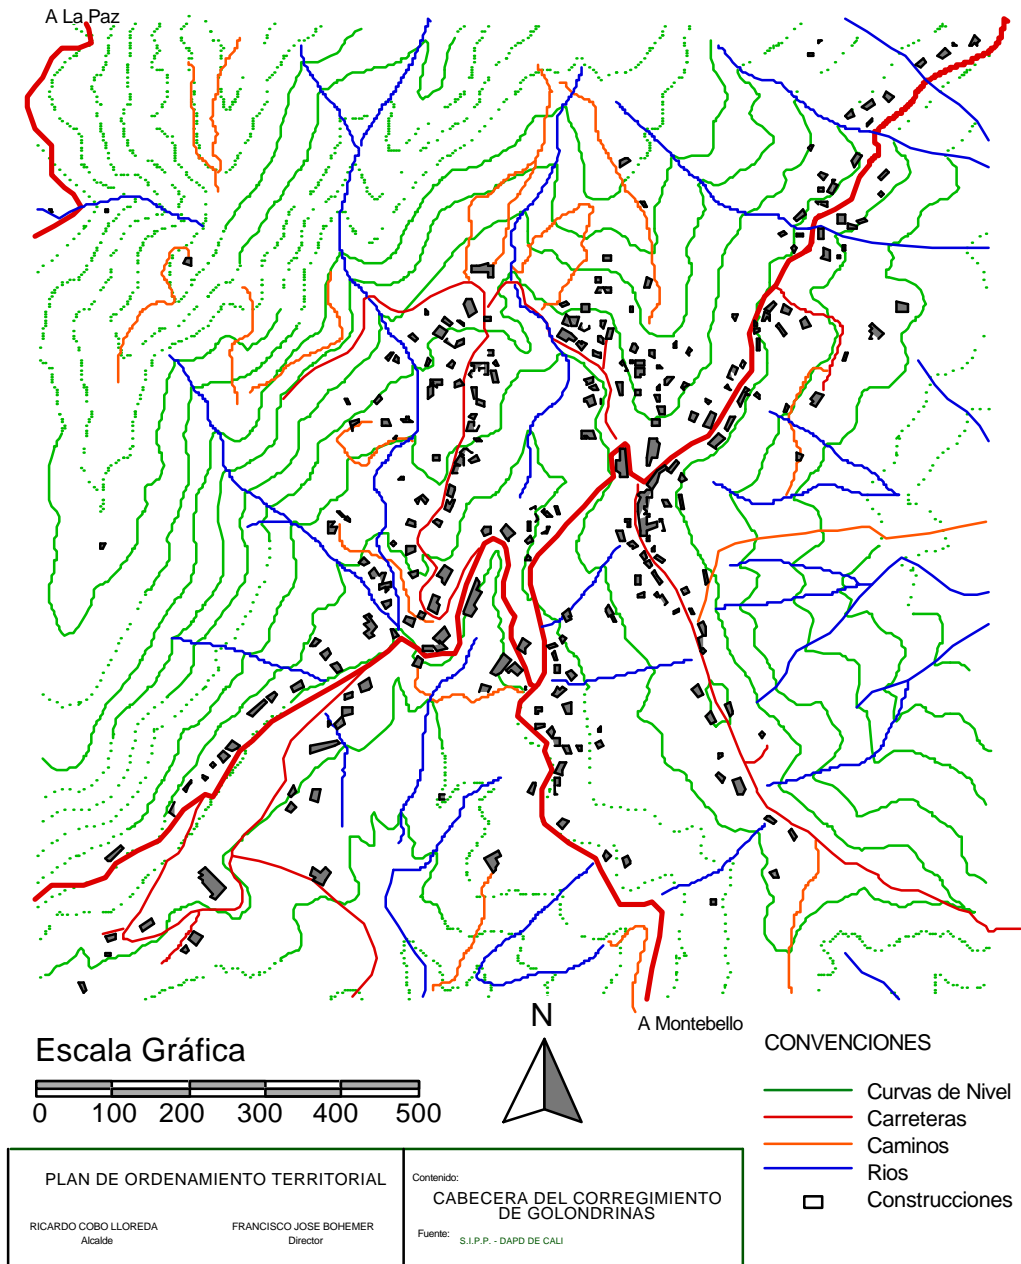 A La Paz
N
A Montebello
Escala Gráfica
0 100 200 300 400 500
CONVENCIONES
Curvas de Nivel
Carreteras
Caminos
Rios
Construcciones
PLAN DE ORDENAMIENTO TERRITORIAL
RICARDO COBO LLOREDA
Alcalde
FRANCISCO JOSE BOHEMER
Director
Contenido:
CABECERA DEL CORREGIMIENTO
DE GOLONDRINAS
Fuente: S.I.P.P. - DAPD DE CALI